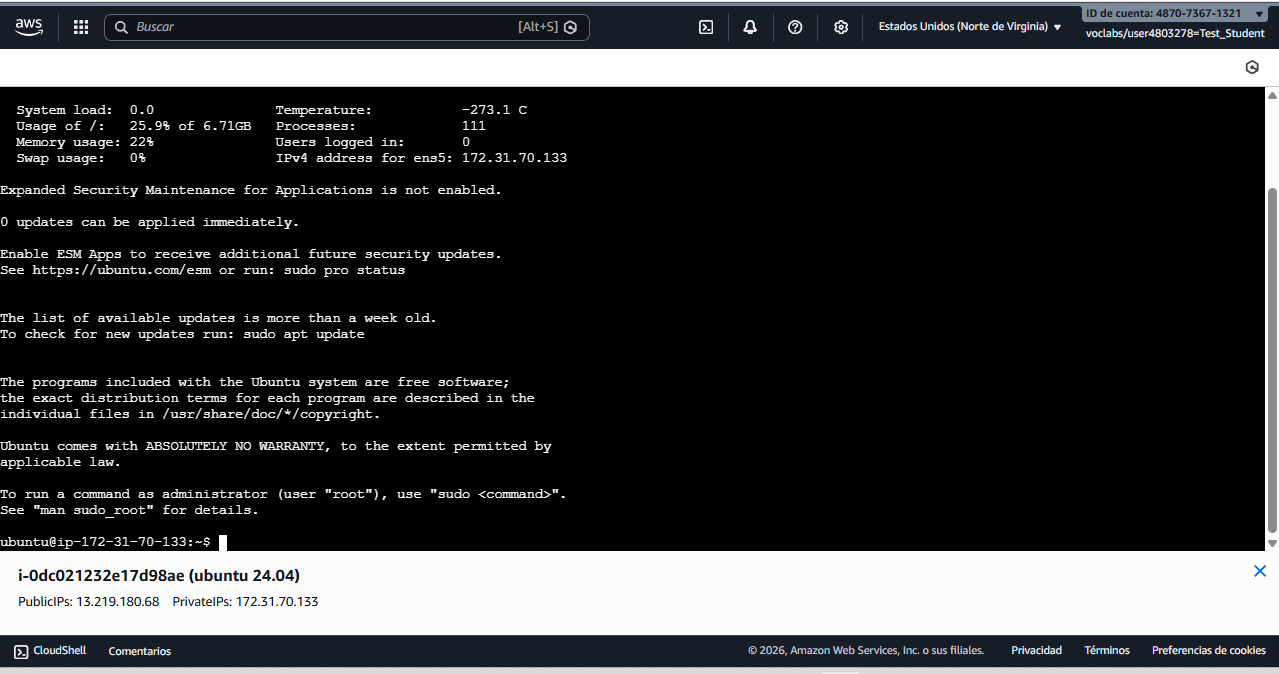 aws
Buscar [Alt+S] Estados Unidos (Norte de Virginia) ID de cuenta: 4870-7367-1321
voclabs/user4803278=Test_Student
System load: 0.0 Temperature: -273.1 C
Usage of /: 25.9% of 6.71GB Processes: 111
Memory usage: 22% Users logged in: 0
Swap usage: 0% IPv4 address for ens5: 172.31.70.133
Expanded Security Maintenance for Applications is not enabled.
0 updates can be applied immediately.
Enable ESM Apps to receive additional future security updates.
See https://ubuntu.com/esm or run: sudo pro status
The list of available updates is more than a week old.
To check for new updates run: sudo apt update
The programs included with the Ubuntu system are free software;
the exact distribution terms for each program are described in the
individual files in /usr/share/doc/*/copyright.
Ubuntu comes with ABSOLUTELY NO WARRANTY, to the extent permitted by
applicable law.
To run a command as administrator (user "root"), use "sudo <command>".
See "man sudo_root" for details.
ubuntu@ip-172-31-70-133:~$
i-0dc021232e17d98ae (ubuntu 24.04)
PublicIPs: 13.219.180.68 PrivateIPs: 172.31.70.133
CloudShell Comentarios © 2026, Amazon Web Services, Inc. o sus filiales. Privacidad Términos Preferencias de cookies